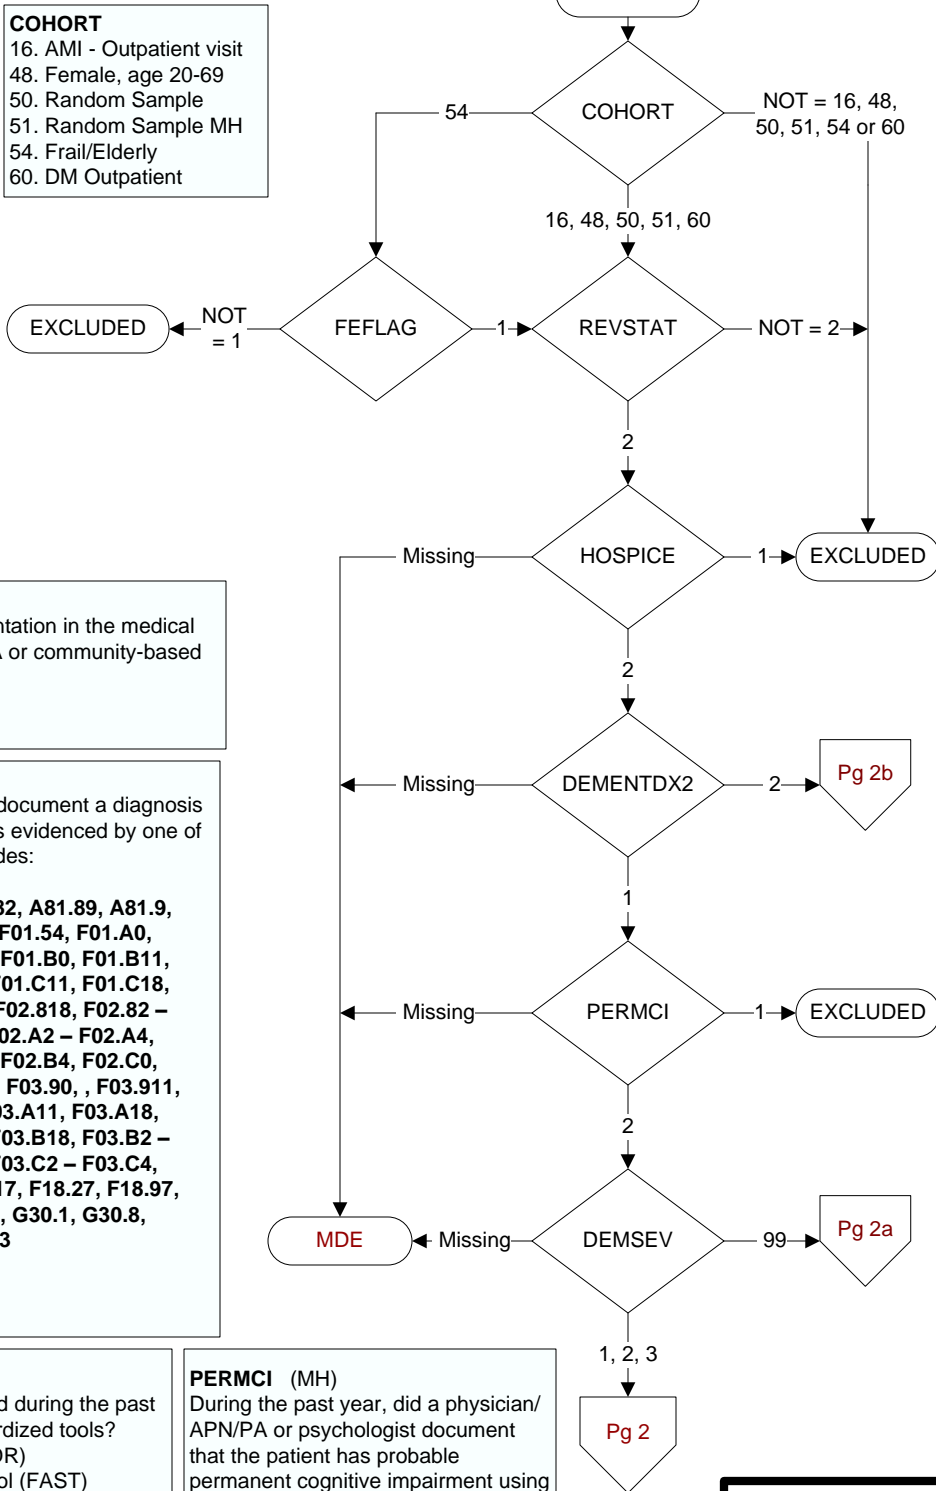 COHORT
16. AMI - Outpatient visit
48. Female, age 20-69
50. Random Sample
51. Random Sample MH
54. Frail/Elderly
60. DM Outpatient
54
COHORT
NOT = 16, 48,
50, 51, 54 or 60
16, 48, 50, 51, 60
EXCLUDED
NOT
= 1
FEFLAG
1
REVSTAT
NOT = 2
2
Missing
HOSPICE
1
EXCLUDED
2
ntation in the medical
A or community-based
Missing
DEMENTDX2
2
Pg 2b
1
document a diagnosis
s evidenced by one of
des:
32, A81.89, A81.9,
F01.54, F01.A0,
F01.B0, F01.B11,
F01.C11, F01.C18,
F02.818, F02.82 –
02.A2 – F02.A4,
F02.B4, F02.C0,
F03.90, , F03.911,
03.A11, F03.A18,
F03.B18, F03.B2 –
F03.C2 – F03.C4,
17, F18.27, F18.97,
, G30.1, G30.8,
3
Missing
PERMCI
1
EXCLUDED
2
MDE
Missing
DEMSEV
99
Pg 2a
1, 2, 3
Pg 2
d during the past
rdized tools?
OR)
ol (FAST)
PERMCI (MH)
During the past year, did a physician/
APN/PA or psychologist document
that the patient has probable
permanent cognitive impairment using